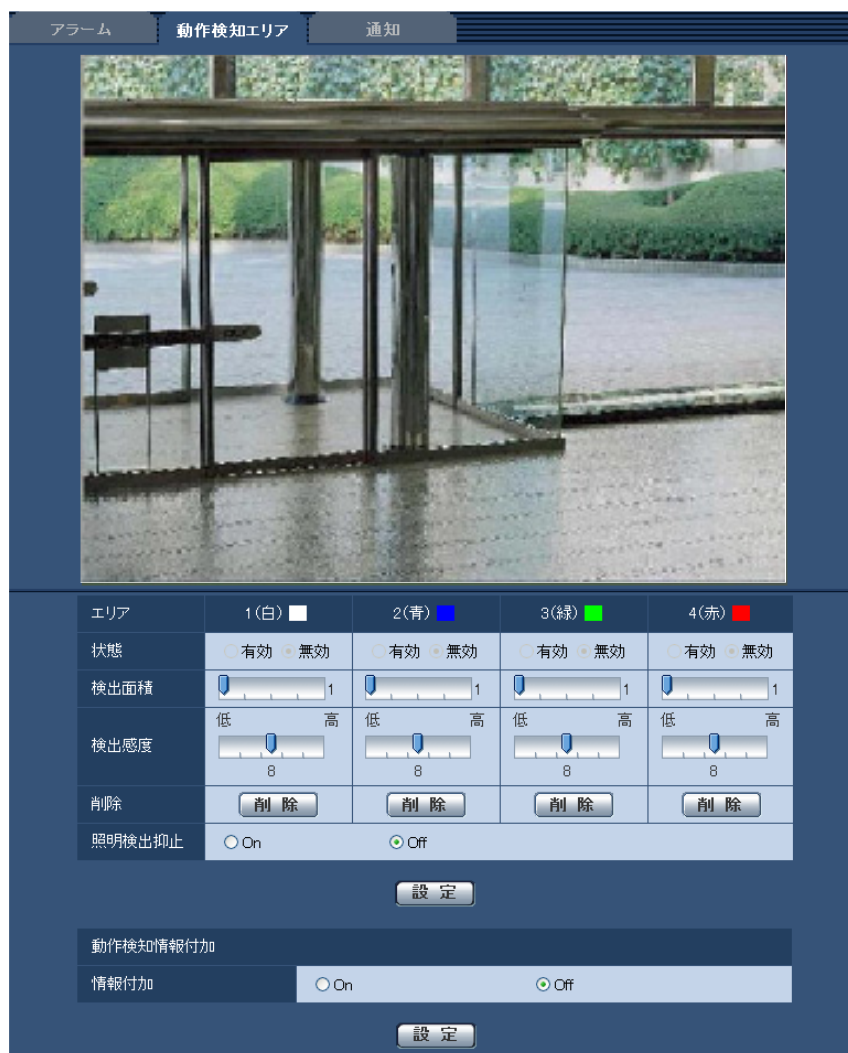 アラーム 動作検知エリア 通知
エリア 1(白) 2(青) 3(緑) 4(赤)
状態 有効 無効 有効 無効 有効 無効 有効 無効
検出面積 1 1 1 1
低 高 低 高 低 高 低 高
検出感度
8 8 8 8
削除 削 除 削 除 削 除 削 除
照明検出抑止 On Off
設 定
動作検知情報付加
情報付加 On Off
設 定